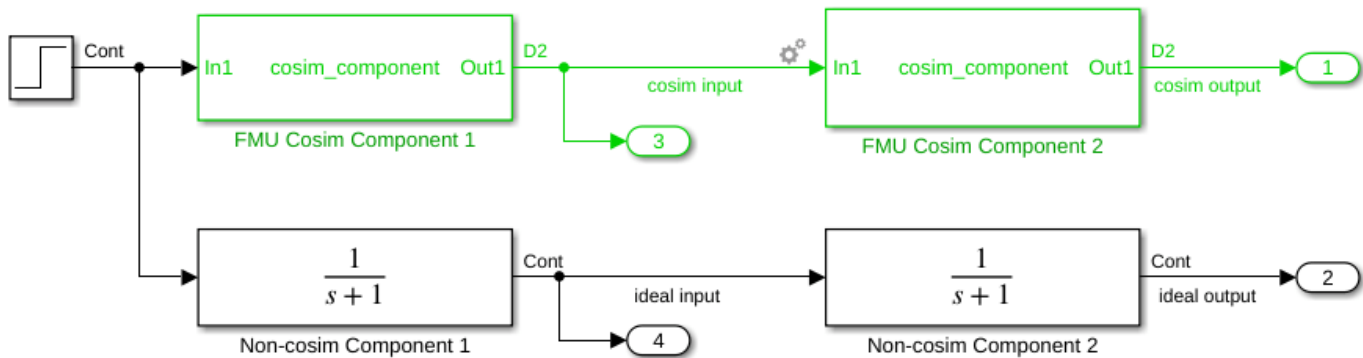 Cont
In1 cosim_component Out1
D2
cosim input
In1 cosim_component Out1
D2
cosim output
1
FMU Cosim Component 1
3
FMU Cosim Component 2
1
s + 1
Cont
ideal input
1
s + 1
Cont
ideal output
2
Non-cosim Component 1
4
Non-cosim Component 2